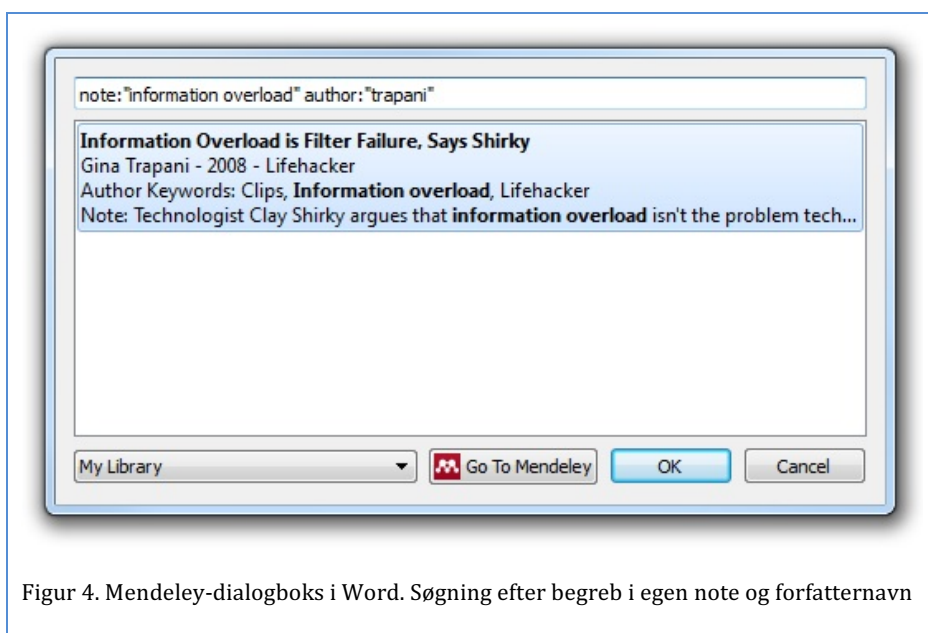 note:"information overload" author:"trapani"
Information Overload is Filter Failure, Says Shirky
Gina Trapani - 2008 - Lifehacker
Author Keywords: Clips, Information overload, Lifehacker
Note: Technologist Clay Shirky argues that information overload isn't the problem tech...
My Library Go To Mendeley OK Cancel
Figur 4. Mendeley-dialogboks i Word. Søgning efter begreb i egen note og forfatternavn